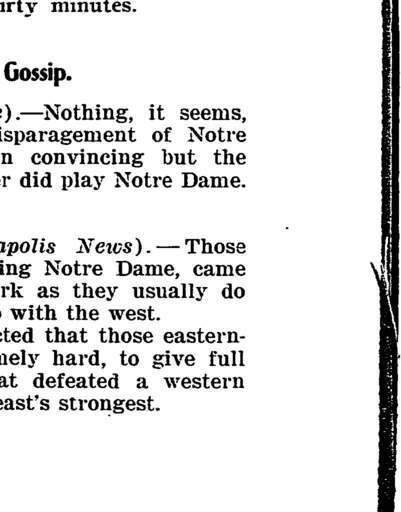 irty minutes.
Gossip.
).—Nothing, it seems,
isparagement of Notre
n convincing but the
r did play Notre Dame.
apolis News).—Those
ing Notre Dame, came
rk as they usually do
with the west.
cted that those eastern-
nely hard, to give full
at defeated a western
east's strongest.